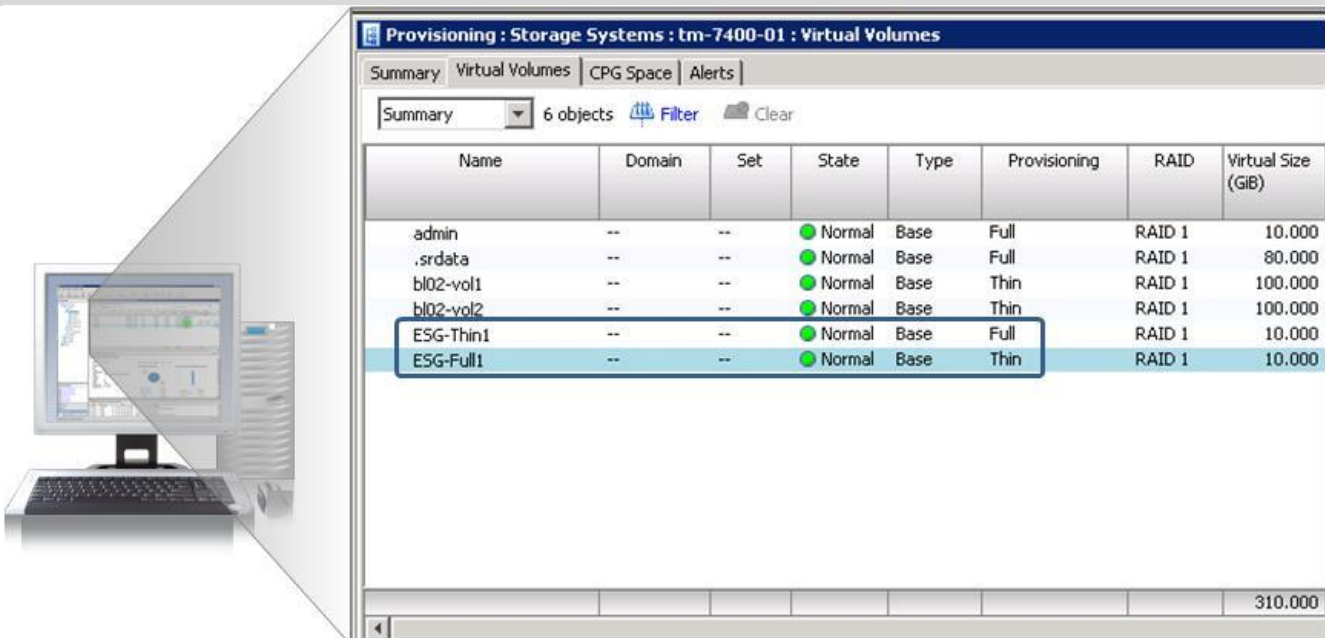 Provisioning : Storage Systems : tm-7400-01 : Virtual Volumes
Summary Virtual Volumes CPG Space Alerts
Summary 6 objects Filter Clear
Name Domain Set State Type Provisioning RAID Virtual Size (GiB)
admin -- -- Normal Base Full RAID 1 10.000
.srdata -- -- Normal Base Full RAID 1 80.000
bl02-vol1 -- -- Normal Base Thin RAID 1 100.000
bl02-vol2 -- -- Normal Base Thin RAID 1 100.000
ESG-Thin1 -- -- Normal Base Full RAID 1 10.000
ESG-Full1 -- -- Normal Base Thin RAID 1 10.000
310.000